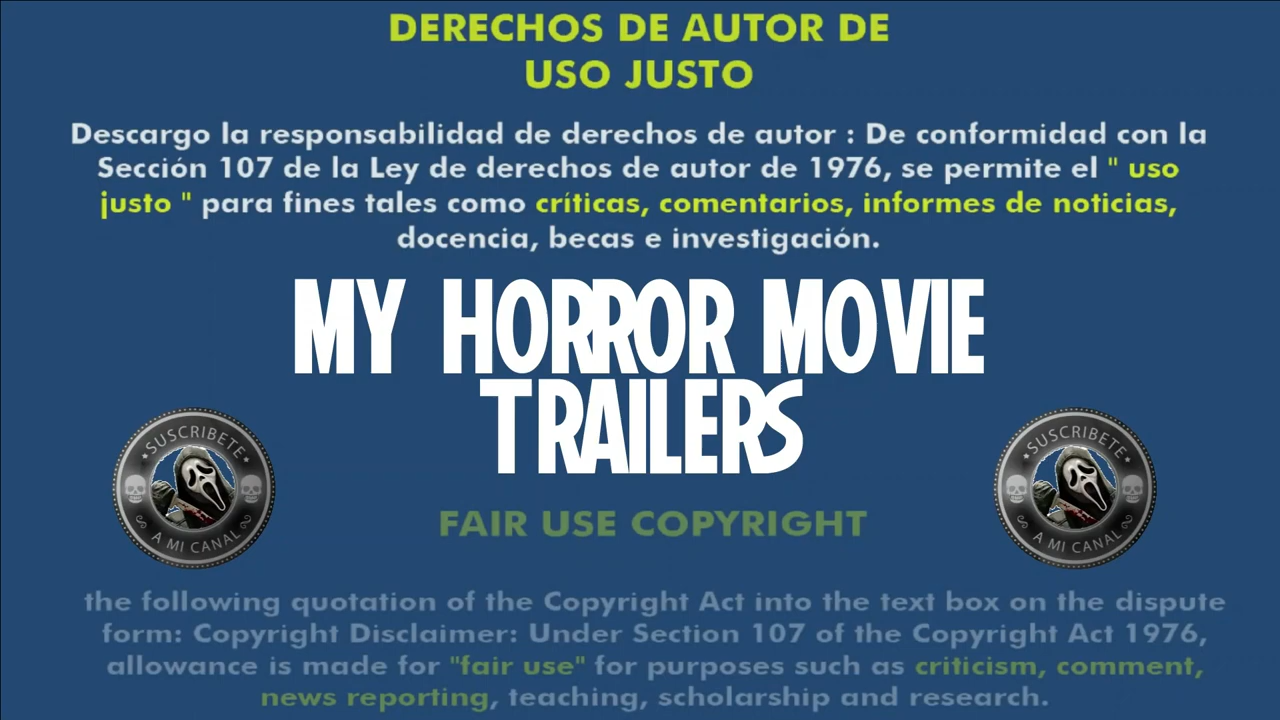 DERECHOS DE AUTOR DE
USO JUSTO
Descargo la responsabilidad de derechos de autor : De conformidad con la
Sección 107 de la Ley de derechos de autor de 1976, se permite el " uso
justo " para fines tales como críticas, comentarios, informes de noticias,
docencia, becas e investigación.
MY HORROR MOVIE
TRAILERS
SUSCRIBETE
A MI CANAL
SUSCRIBETE
A MI CANAL
FAIR USE COPYRIGHT
the following quotation of the Copyright Act into the text box on the dispute
form: Copyright Disclaimer: Under Section 107 of the Copyright Act 1976,
allowance is made for "fair use" for purposes such as criticism, comment,
news reporting, teaching, scholarship and research.